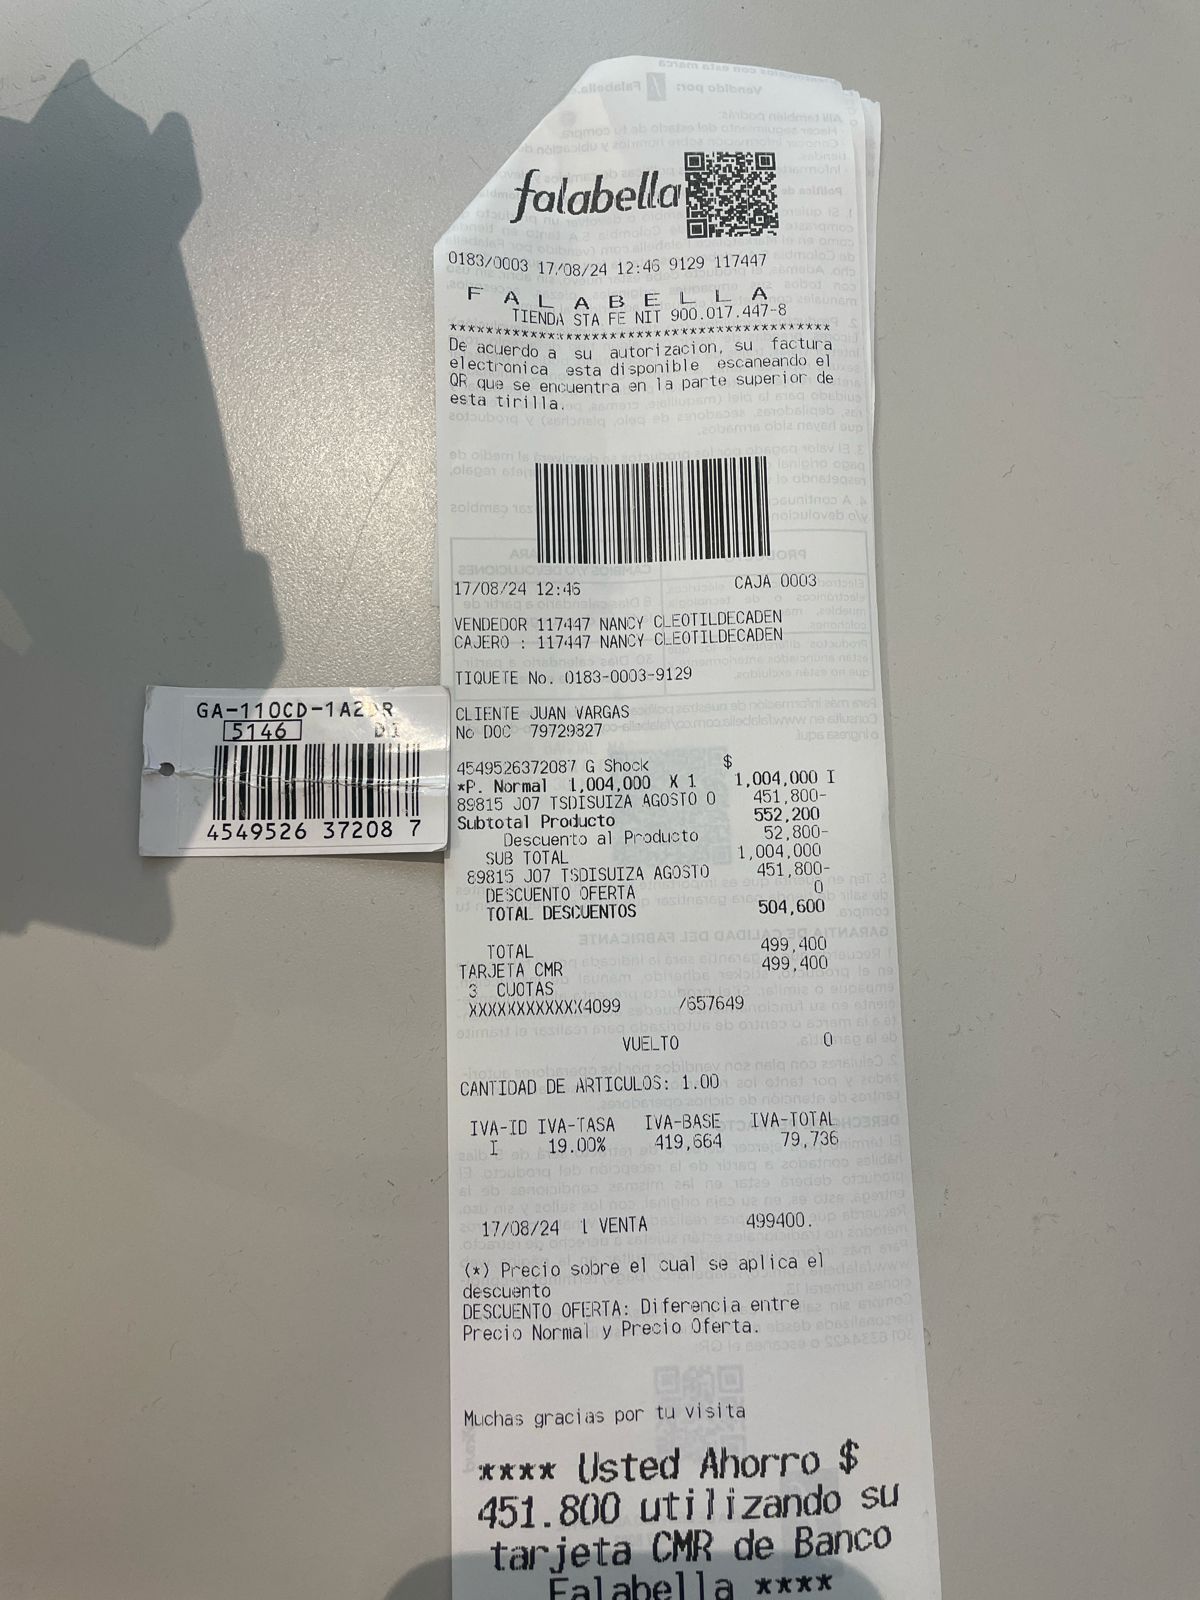 falabella
0183/0003 17/08/24 12:46 9129 117447
F A L A B E L L A
TIENDA STA FE NIT 900.017.447-8
****************************************************
De acuerdo a su autorizacion, su factura
electronica esta disponible escaneando el
QR que se encuentra en la parte superior de
esta tirilla.
17/08/24 12:46 CAJA 0003
VENDEDOR 117447 NANCY CLEOTILDECADEN
CAJERO : 117447 NANCY CLEOTILDECADEN
TIQUETE No. 0183-0003-9129
CLIENTE JUAN VARGAS
No DOC 79729827
4549526372087 G Shock $
*P. Normal 1,004,000 X 1 1,004,000 I
89815 J07 TSDISUIZA AGOSTO 0 451,800-
Subtotal Producto 552,200
Descuento al Producto 52,800-
SUB TOTAL 1,004,000
89815 J07 TSDISUIZA AGOSTO 451,800-
DESCUENTO OFERTA 0
TOTAL DESCUENTOS 504,600
TOTAL 499,400
TARJETA CMR 499,400
3 CUOTAS
XXXXXXXXXXXX4099 /657649
VUELTO 0
CANTIDAD DE ARTICULOS: 1.00
IVA-ID IVA-TASA IVA-BASE IVA-TOTAL
I 19.00% 419,664 79,736
17/08/24 1 VENTA 499400.
(*) Precio sobre el cual se aplica el
descuento
DESCUENTO OFERTA: Diferencia entre
Precio Normal y Precio Oferta.
Muchas gracias por tu visita
**** Usted Ahorro $
451.800 utilizando su
tarjeta CMR de Banco
Falabella ****
5146
4549526 37208 7